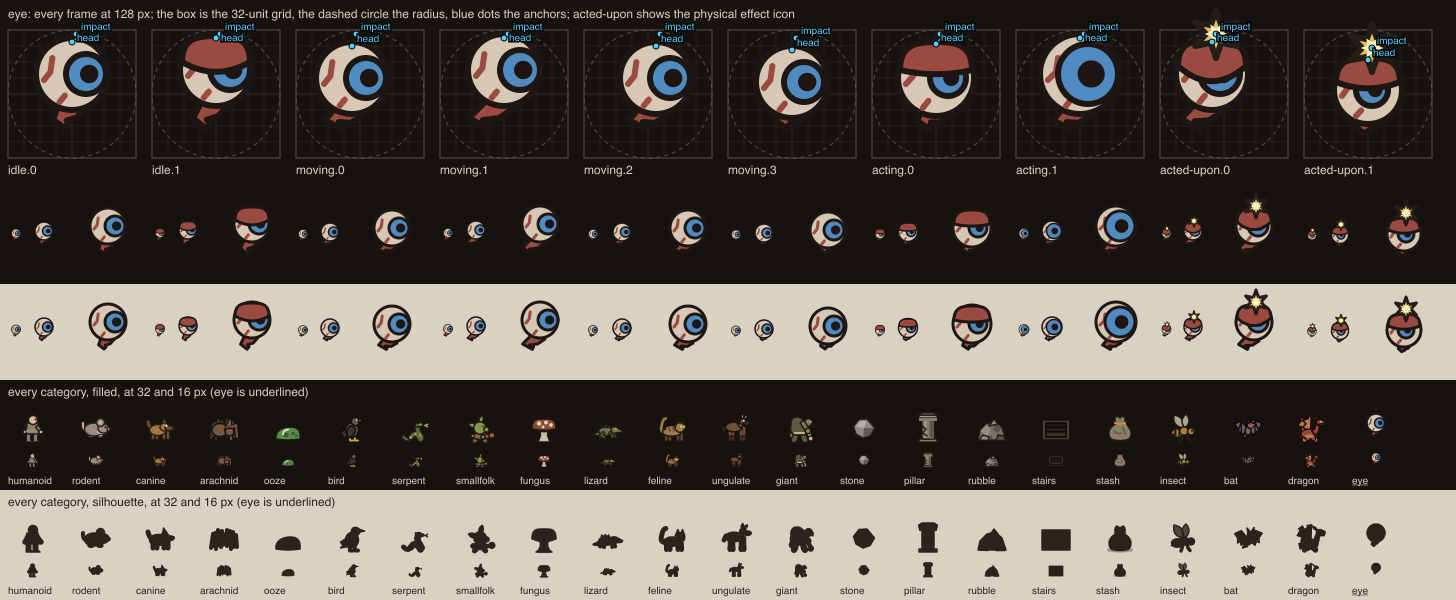 eye: every frame at 128 px; the box is the 32-unit grid, the dashed circle the radius, blue dots the anchors; acted-upon shows the physical effect icon
impact impact impact impact impact impact impact impact impact impact
head head head head head head head head head head
idle.0 idle.1 moving.0 moving.1 moving.2 moving.3 acting.0 acting.1 acted-upon.0 acted-upon.1
every category, filled, at 32 and 16 px (eye is underlined)
humanoid rodent canine arachnid ooze bird serpent smallfolk fungus lizard feline ungulate giant stone pillar rubble stairs stash insect bat dragon eye
every category, silhouette, at 32 and 16 px (eye is underlined)
humanoid rodent canine arachnid ooze bird serpent smallfolk fungus lizard feline ungulate giant stone pillar rubble stairs stash insect bat dragon eye